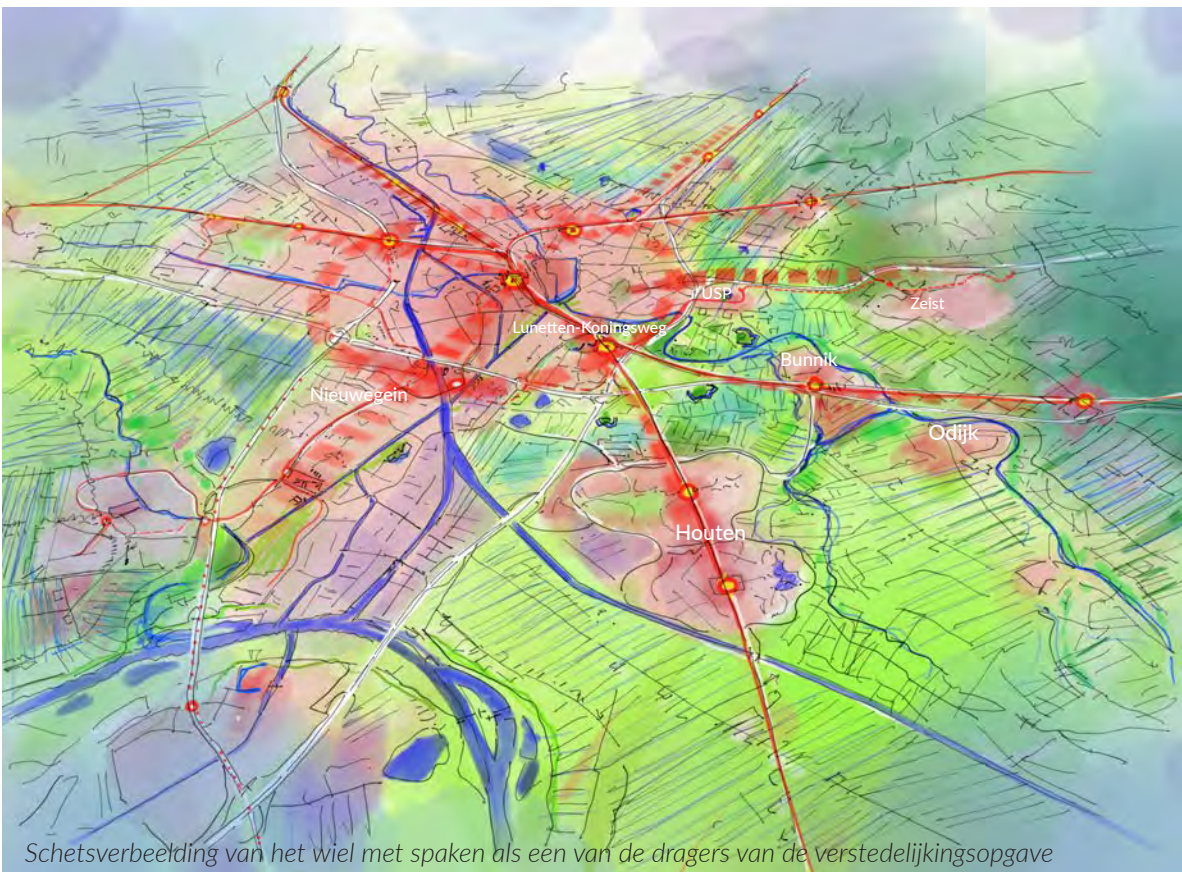 USP
Zeist
Lunetten-Koningsweg
Bunnik
Nieuwegein
Odijk
Houten
Schetsverbeelding van het wiel met spaken als een van de dragers van de verstedelijkingsopgave